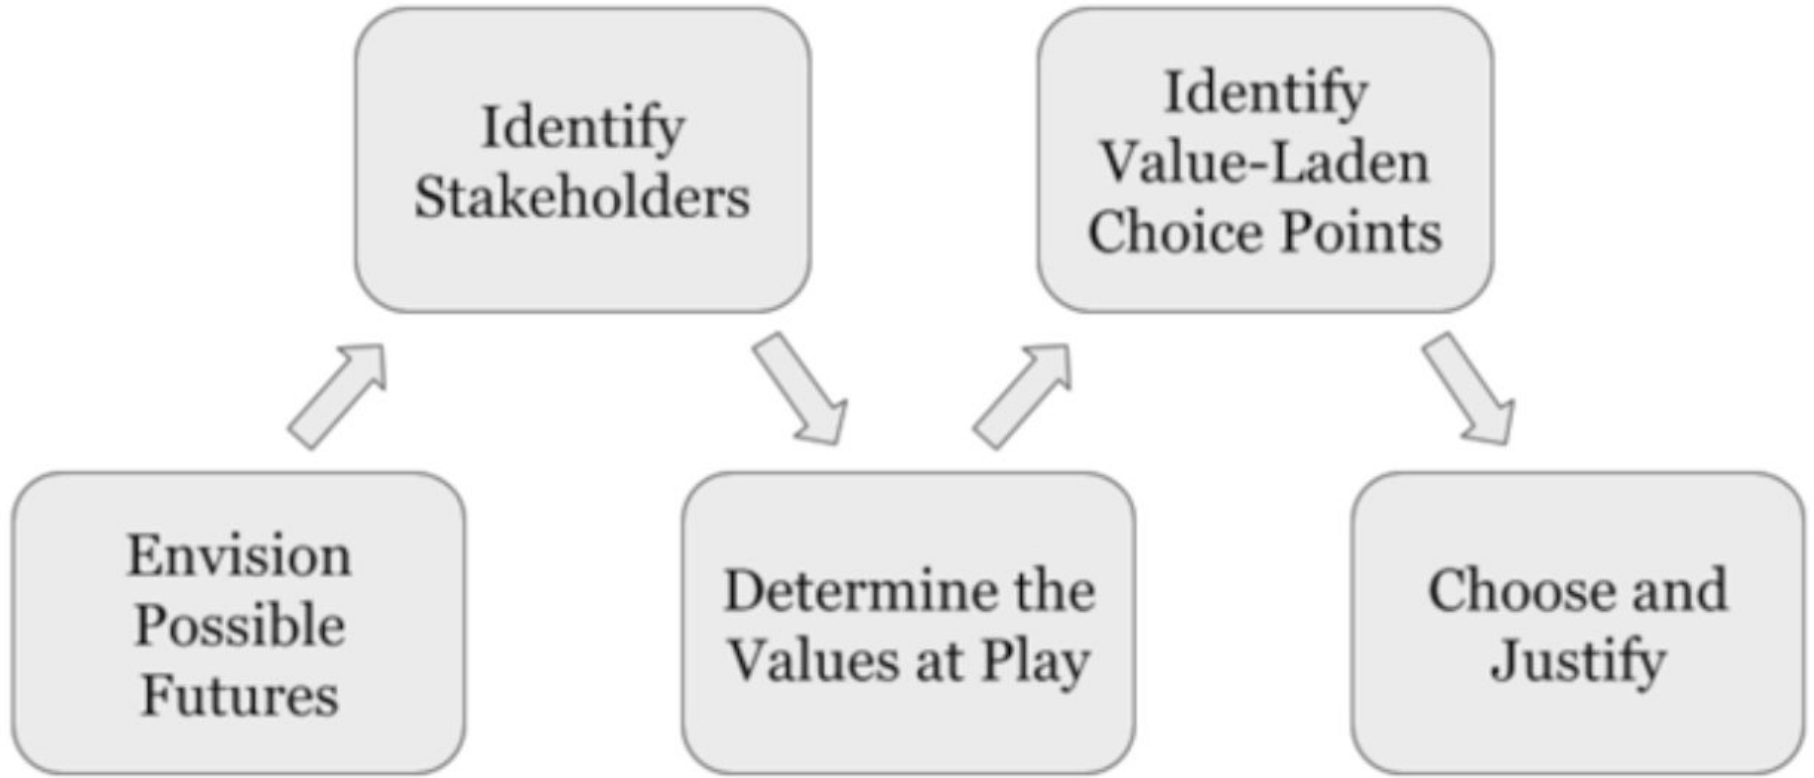 Envision
Possible
Futures
Identify
Stakeholders
Determine the
Values at Play
Identify
Value-Laden
Choice Points
Choose and
Justify